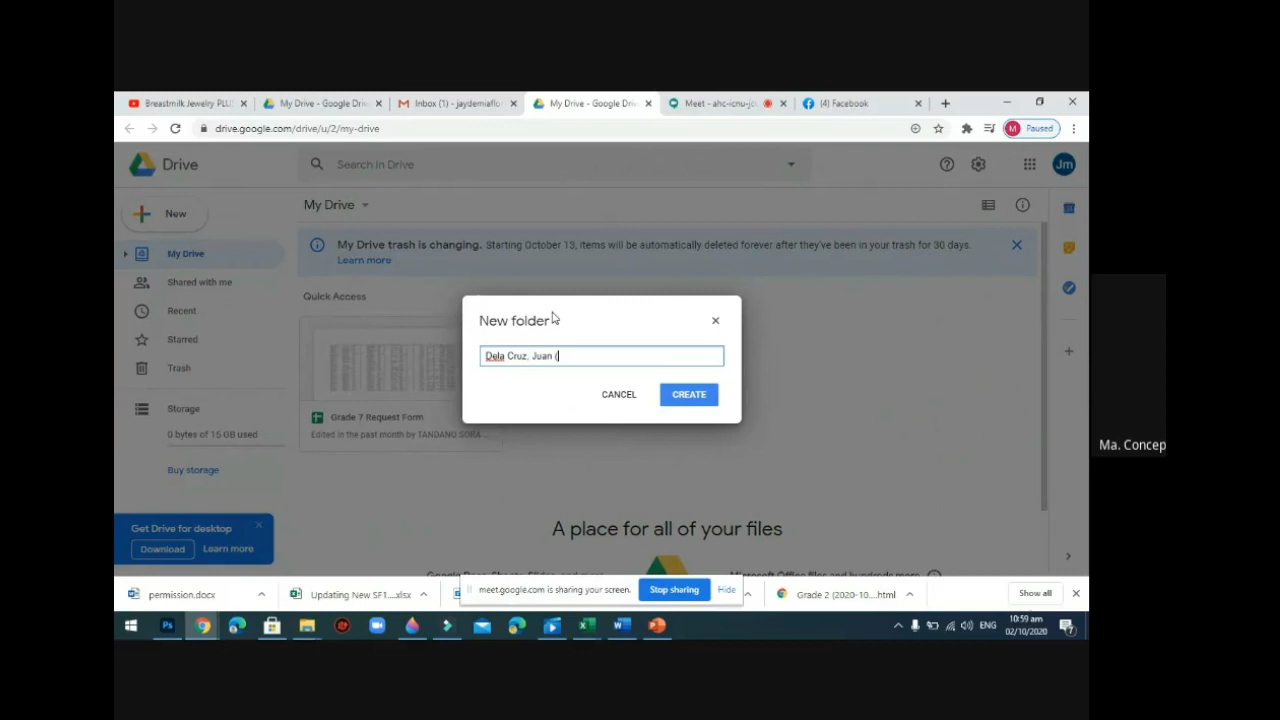 Breastmilk Jewelry PLU
My Drive - Google Driv
Inbox (1) - jaydemiaflor
My Drive - Google Driv
Meet - ahc-icnu-jc
(4) Facebook
drive.google.com/drive/u/2/my-drive
M
Paused
Drive
Search in Drive
Jm
New
My Drive
My Drive
Shared with me
Recent
Starred
Trash
Storage
0 bytes of 15 GB used
Buy storage
My Drive trash is changing. Starting October 13, items will be automatically deleted forever after they've been in your trash for 30 days.
Learn more
Quick Access
Grade 7 Request Form
Edited in the past month by TANDANG SORA ...
New folder
Dela Cruz, Juan (
CANCEL
CREATE
A place for all of your files
Get Drive for desktop
Download
Learn more
meet.google.com is sharing your screen.
Stop sharing
Hide
permission.docx
Updating New SF1....xlsx
Grade 2 (2020-10....html
Show all
ENG
10:59 am
02/10/2020
Ma. Concep